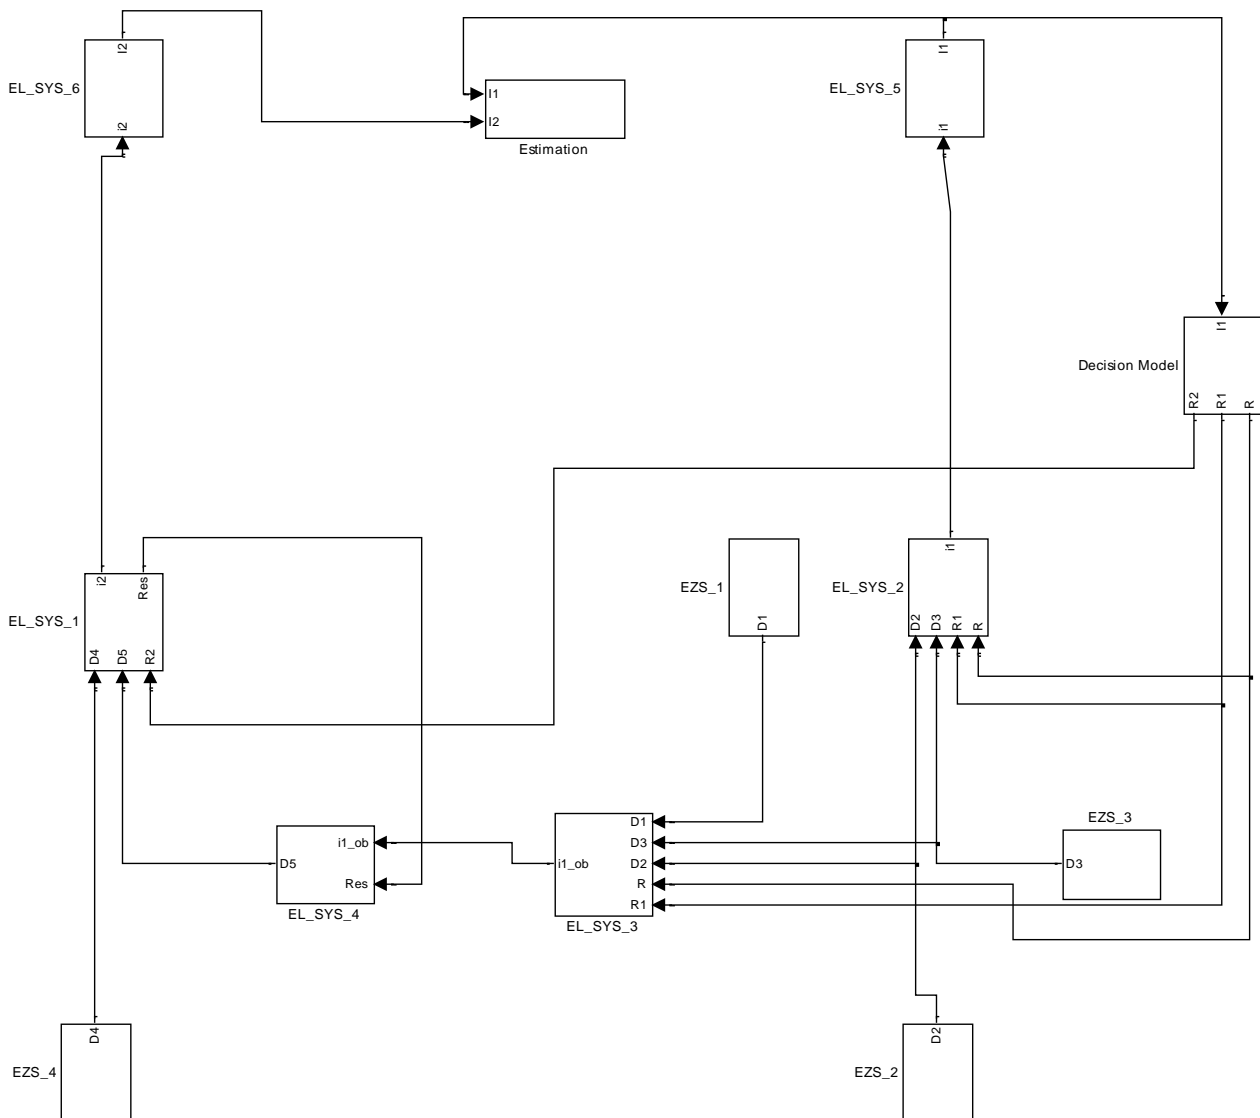 I2
EL_SYS_6
i2
I1
I2
Estimation
I1
EL_SYS_5
i1
I1
Decision Model
R2
R1
R
i2
Res
EL_SYS_1
D4
D5
R2
EZS_1
D1
i1
EL_SYS_2
D2
D3
R1
R
i1_ob
D5
Res
EL_SYS_4
D1
D3
i1_ob
D2
R
R1
EL_SYS_3
EZS_3
D3
D4
EZS_4
D2
EZS_2